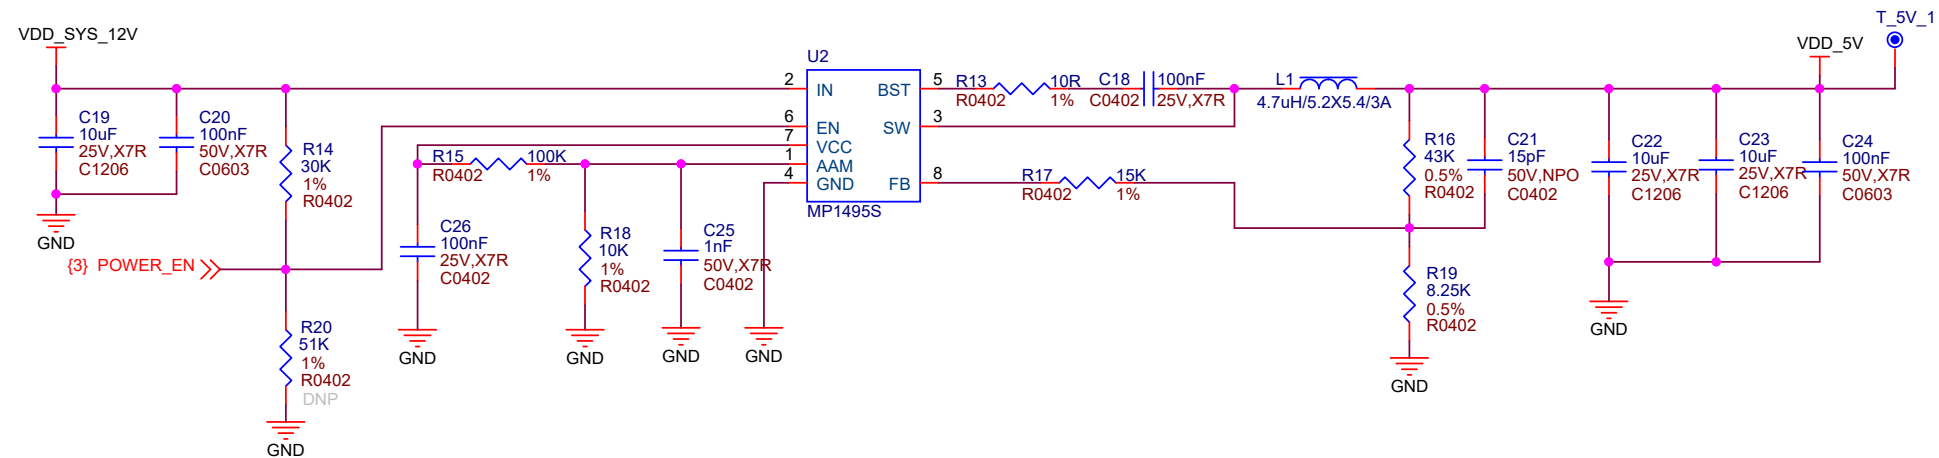 T_5V_1
VDD_SYS_12V
VDD_5V
U2
2
IN
BST
5
R13
10R
R0402
1%
C18
100nF
C0402
25V,X7R
L1
4.7uH/5.2X5.4/3A
6
EN
SW
3
7
VCC
1
AAM
4
GND
FB
8
MP1495S
C19
10uF
25V,X7R
C1206
C20
100nF
50V,X7R
C0603
R14
30K
1%
R0402
R15
100K
R0402
1%
R17
15K
R0402
1%
R16
43K
0.5%
R0402
C21
15pF
50V,NPO
C0402
C22
10uF
25V,X7R
C1206
C23
10uF
25V,X7R
C1206
C24
100nF
50V,X7R
C0603
GND
{3} POWER_EN
C26
100nF
25V,X7R
C0402
R18
10K
1%
R0402
C25
1nF
50V,X7R
C0402
R19
8.25K
0.5%
R0402
R20
51K
1%
R0402
DNP
GND
GND
GND
GND
GND
GND
GND